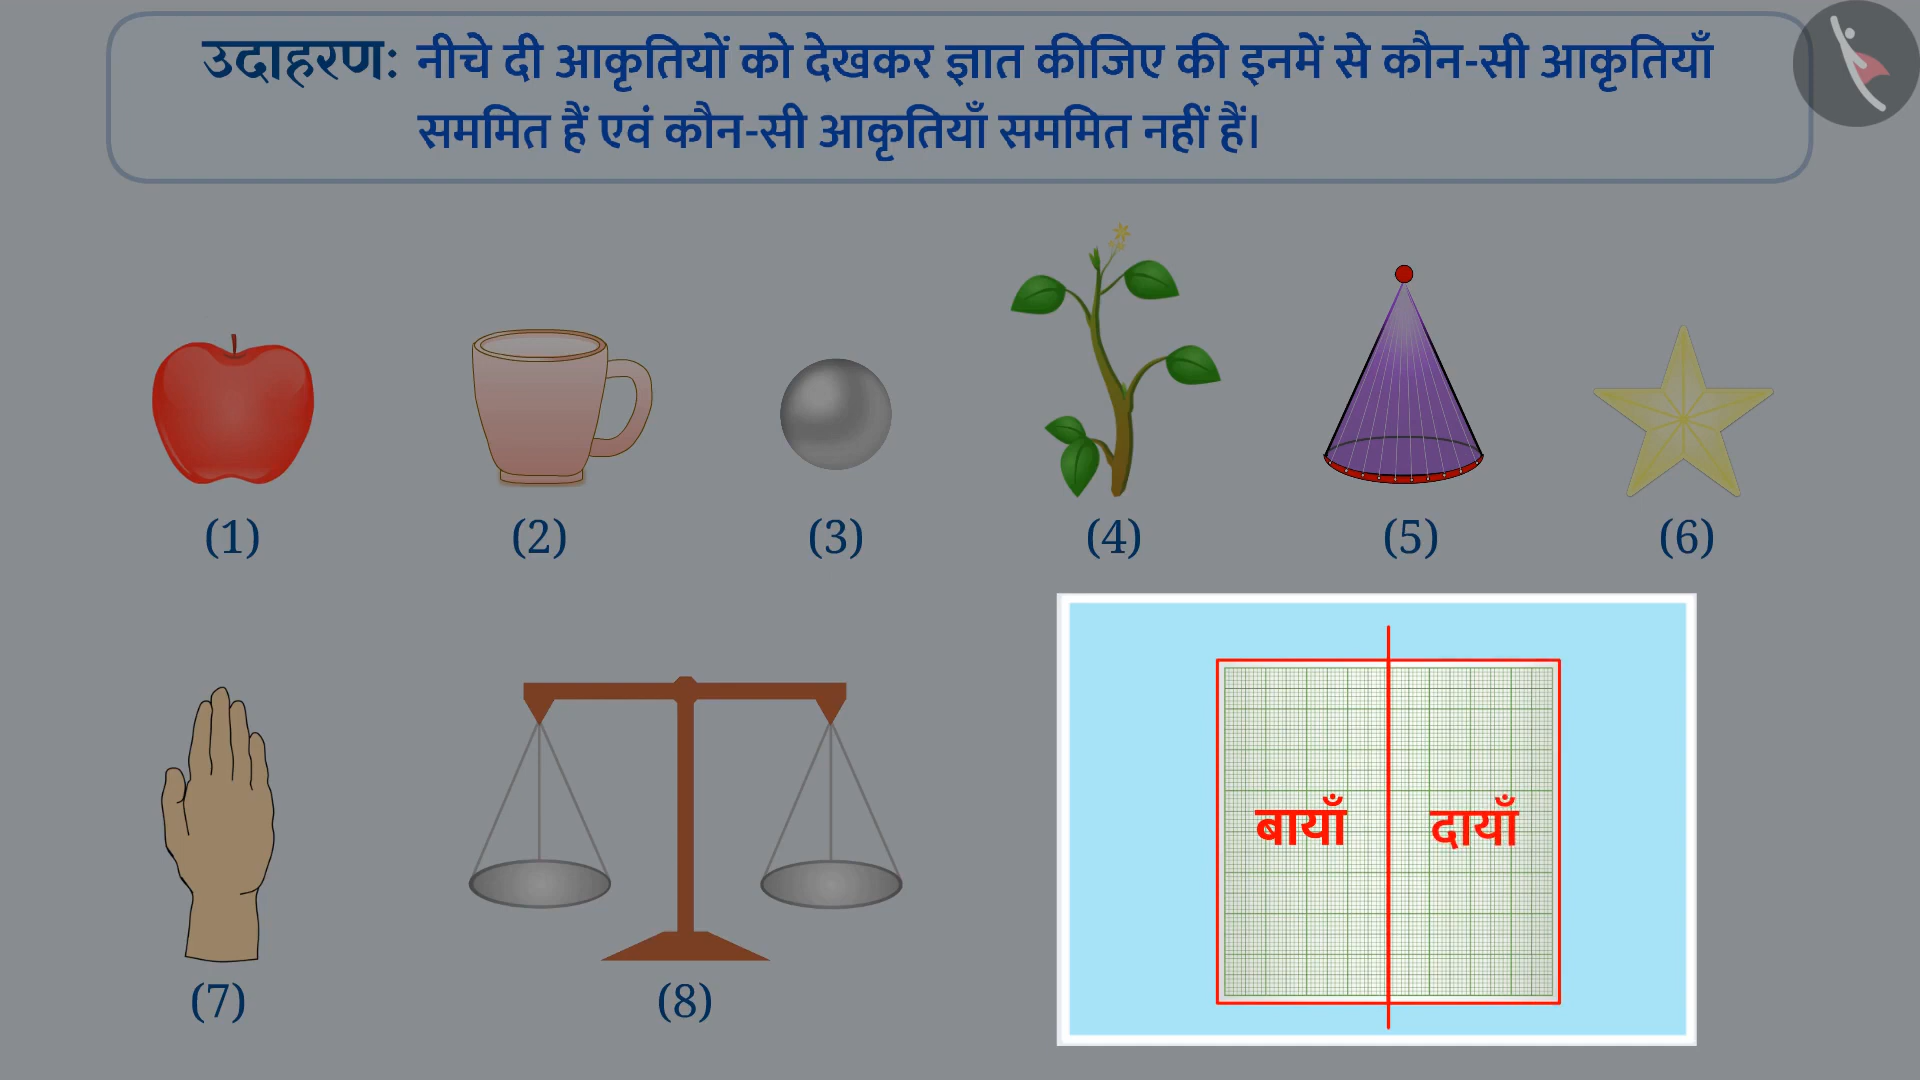 उदाहरण: नीचे दी आकृतियों को देखकर ज्ञात कीजिए की इनमें से कौन-सी आकृतियाँ
सममित हैं एवं कौन-सी आकृतियाँ सममित नहीं हैं।
(1) (2) (3) (4) (5) (6)
बायाँ दायाँ
(7) (8)